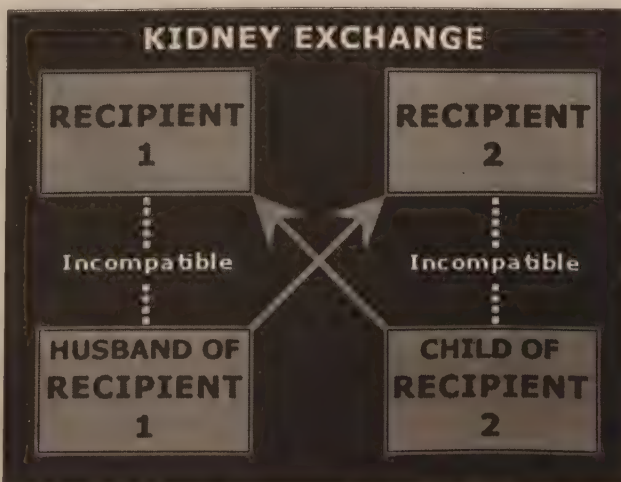 KIDNEY EXCHANGE
RECIPIENT
1
RECIPIENT
2
Incompatible
Incompatible
HUSBAND OF
RECIPIENT
1
CHILD OF
RECIPIENT
2